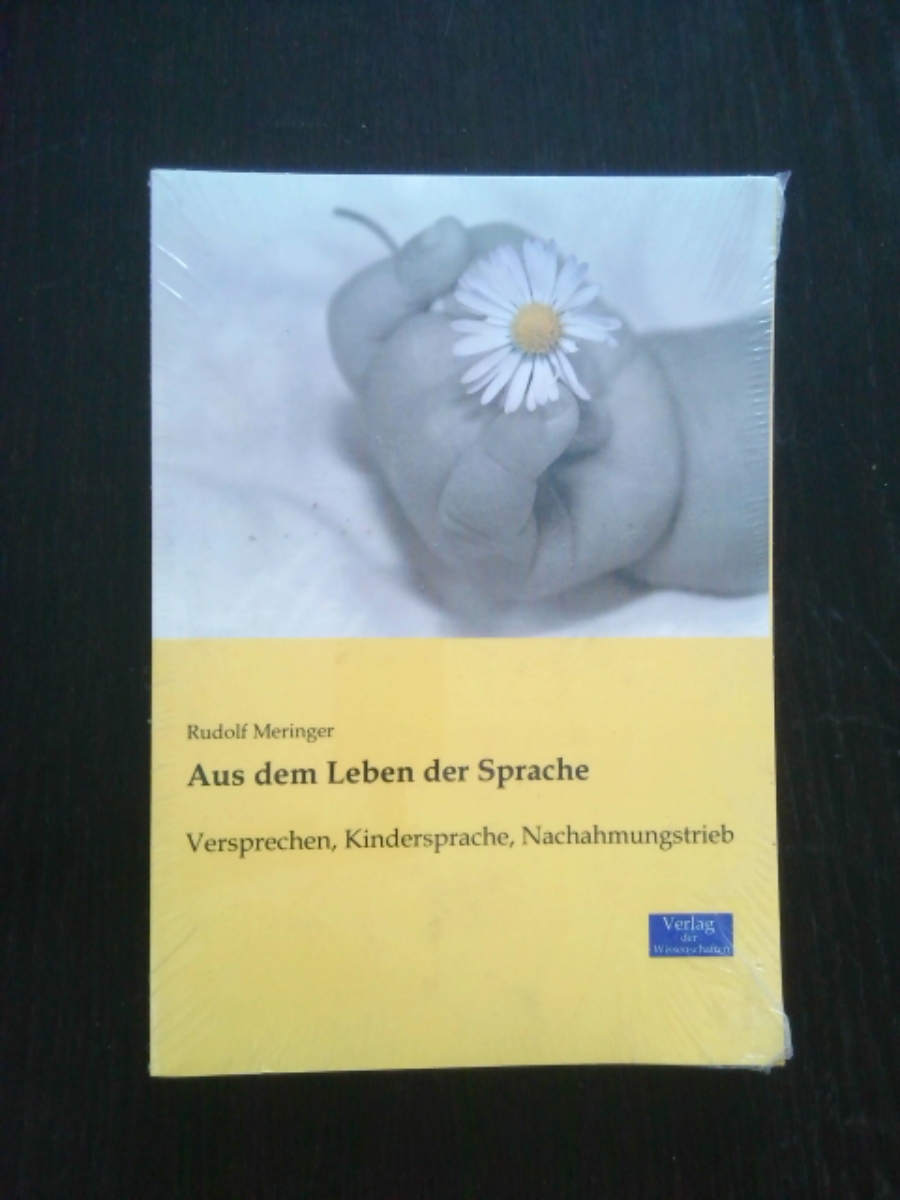 Rudolf Meringer
Aus dem Leben der Sprache
Versprechen, Kindersprache, Nachahmungstrieb
Verlag
der
Wissenschaften